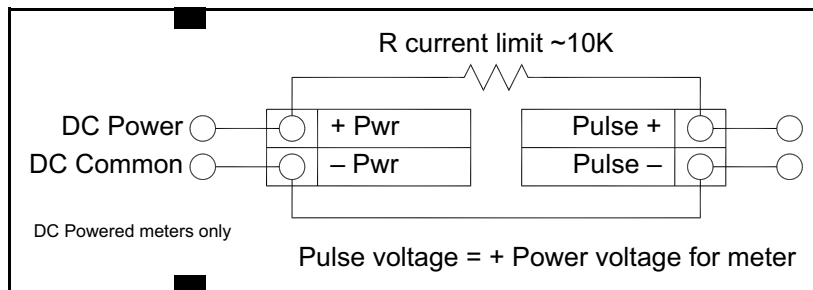 R current limit ~10K
DC Power + Pwr Pulse +
DC Common – Pwr Pulse –
DC Powered meters only
Pulse voltage = + Power voltage for meter